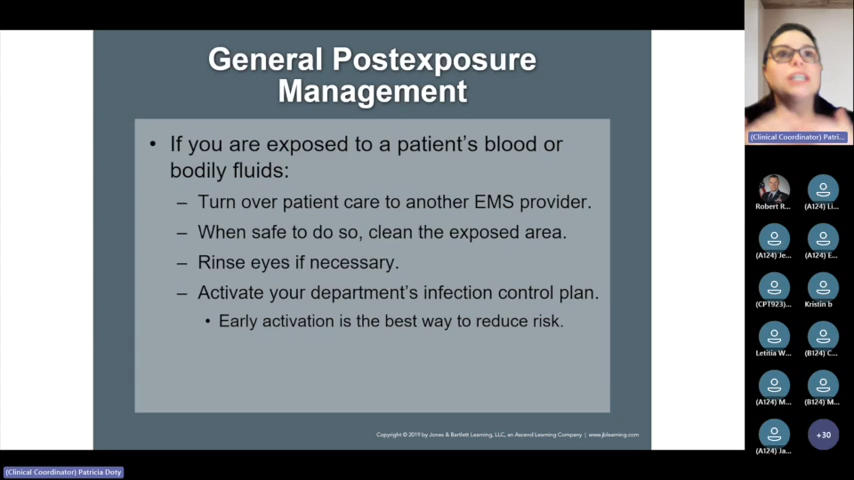 General Postexposure
Management
• If you are exposed to a patient's blood or
bodily fluids:
– Turn over patient care to another EMS provider.
– When safe to do so, clean the exposed area.
– Rinse eyes if necessary.
– Activate your department's infection control plan.
• Early activation is the best way to reduce risk.
Copyright © 2019 by Jones & Bartlett Learning, LLC, an Ascend Learning Company | www.jblearning.com
(Clinical Coordinator) Patri...
Robert R... (A124) Li...
(A124) Je... (A124) E...
(CPT923)... Kristin b
Letitia W... (B124) C...
(A124) M... (B124) M...
(A124) Ja... +30
(Clinical Coordinator) Patricia Doty